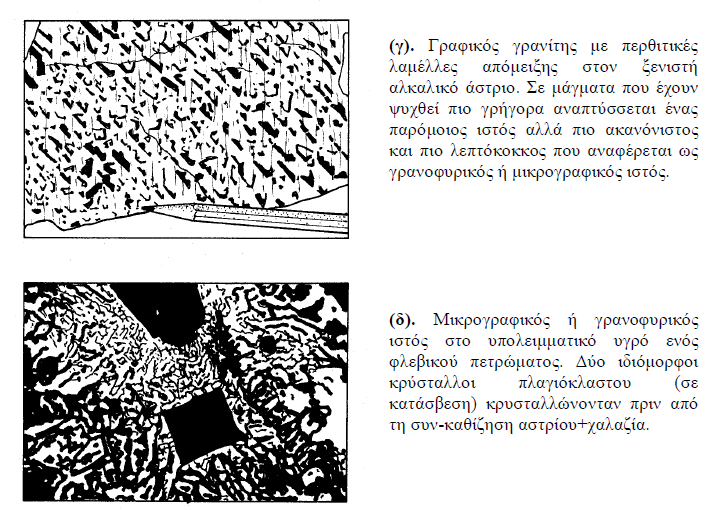 (γ). Γραφικός γρανίτης με περθιτικές
λαμέλλες απόμειξης στον ξενιστή
αλκαλικό άστριο. Σε μάγματα που έχουν
ψυχθεί πιο γρήγορα αναπτύσσεται ένας
παρόμοιος ιστός αλλά πιο ακανόνιστος
και πιο λεπτόκοκκος που αναφέρεται ως
γρανοφυρικός ή μικρογραφικός ιστός.
(δ). Μικρογραφικός ή γρανοφυρικός
ιστός στο υπολειμματικό υγρό ενός
φλεβικού πετρώματος. Δύο ιδιόμορφοι
κρύσταλλοι πλαγιόκλαστου (σε
κατάσβεση) κρυσταλλώνονταν πριν από
τη συν-καθίζηση αστρίου+χαλαζία.